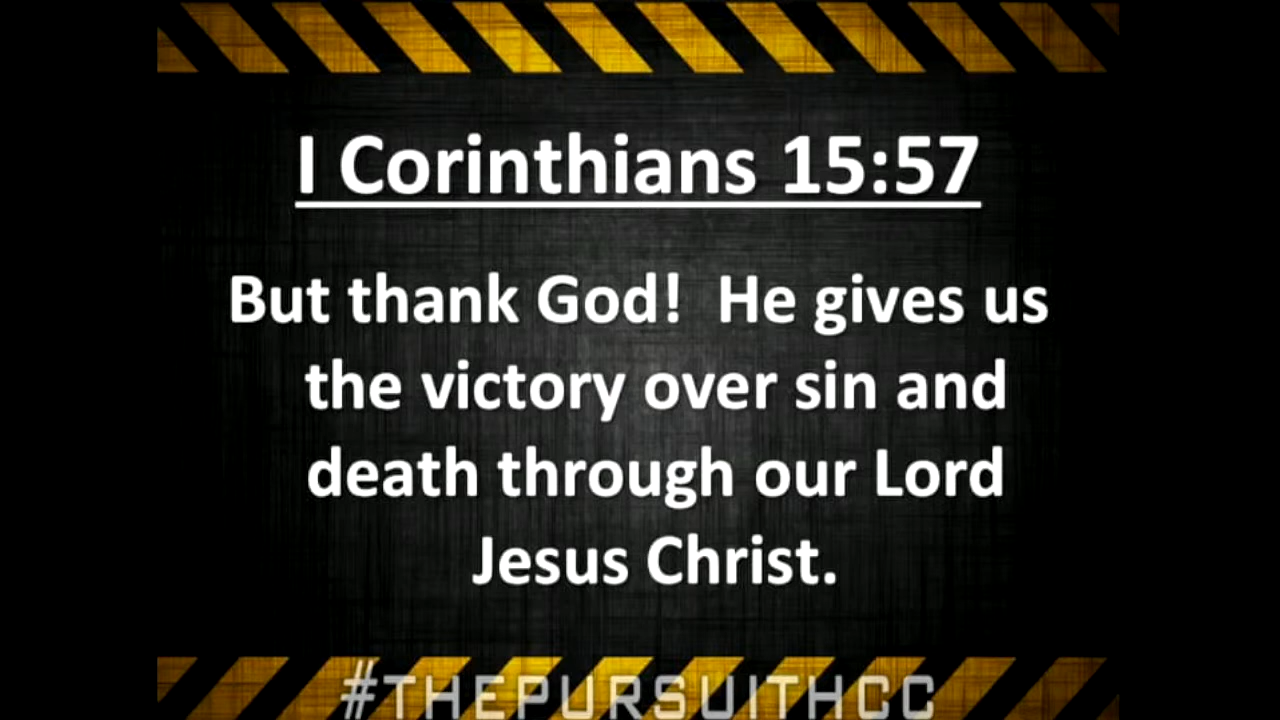 I Corinthians 15:57
But thank God!  He gives us
the victory over sin and
death through our Lord
Jesus Christ.
#THEPURSUITHCC